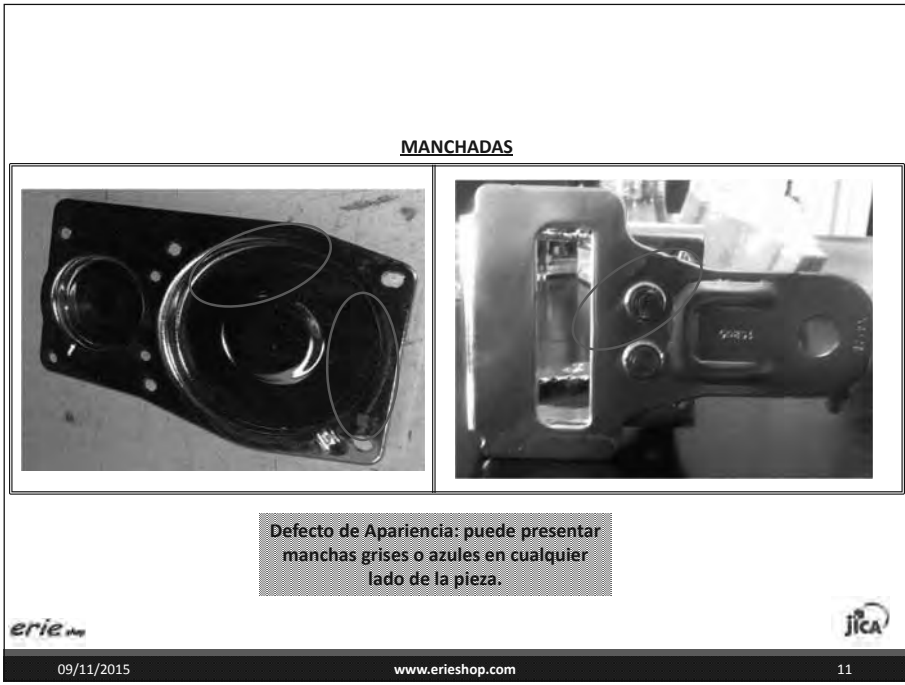 MANCHADAS
Defecto de Apariencia: puede presentar
manchas grises o azules en cualquier
lado de la pieza.
erie shop
jICA
09/11/2015
www.erieshop.com
11